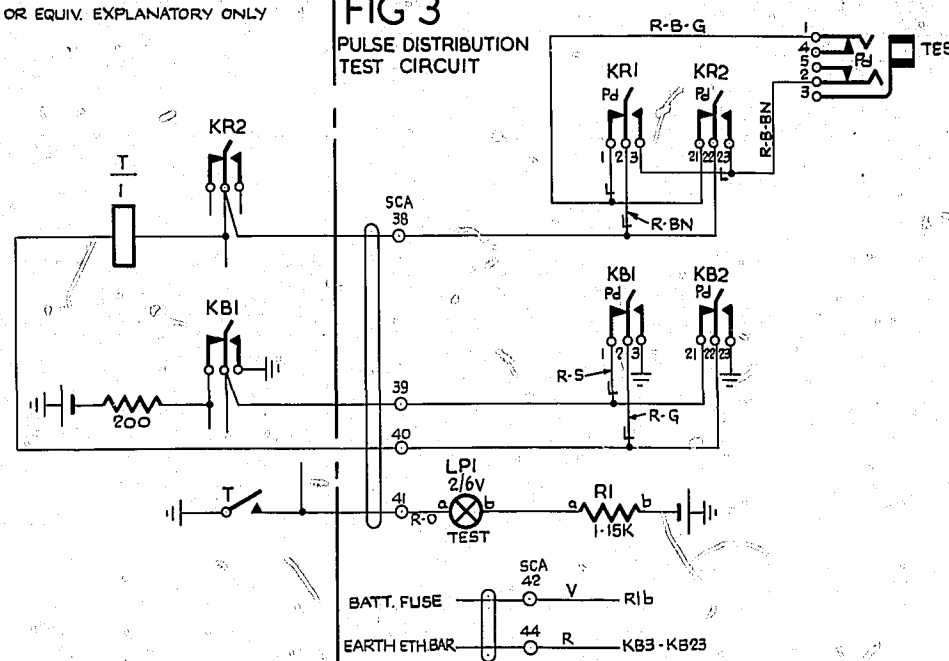 OR EQUIV. EXPLANATORY ONLY
FIG 3
PULSE DISTRIBUTION
TEST CIRCUIT
R-B-G
1
4
5
2
3
Pd
TES
KR1
Pd
1 2 3
KR2
Pd
21 22 23
R-B-BN
R-BN
KR2
T
1
SCA
38
KB1
200
39
40
KB1
Pd
1 2 3
KB2
Pd
21 22 23
R-S
R-G
T
41
R-O
LP1
2/6V
a b
TEST
R1
a b
1·15K
SCA
42
BATT. FUSE V R1b
44
EARTH ETH.BAR R KB3-KB23